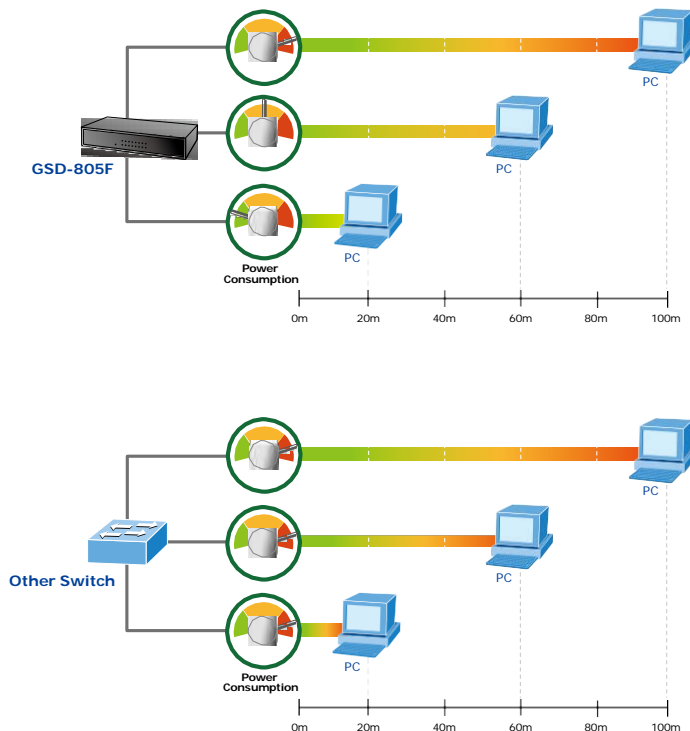 PC
PC
GSD-805F
PC
Power
Consumption
0m 20m 40m 60m 80m 100m
PC
PC
Other Switch
PC
Power
Consumption
0m 20m 40m 60m 80m 100m